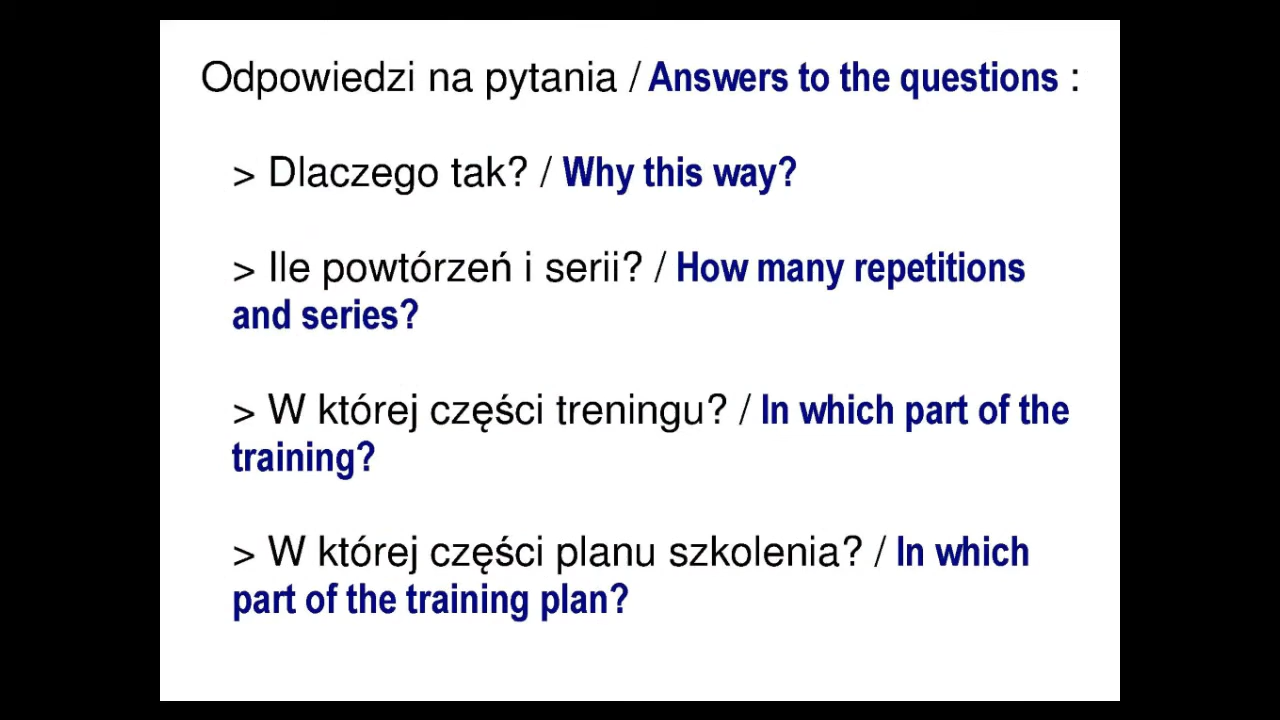 Odpowiedzi na pytania / Answers to the questions :
> Dlaczego tak? / Why this way?
> Ile powtórzeń i serii? / How many repetitions
and series?
> W której części treningu? / In which part of the
training?
> W której części planu szkolenia? / In which
part of the training plan?